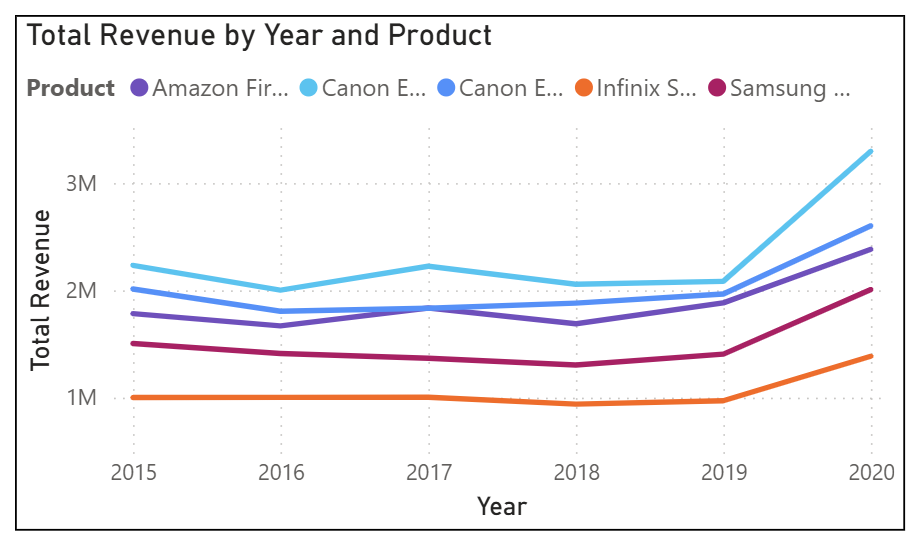 Total Revenue by Year and Product
Product Amazon Fir... Canon E... Canon E... Infinix S... Samsung ...
Total Revenue
3M
2M
1M
2015 2016 2017 2018 2019 2020
Year